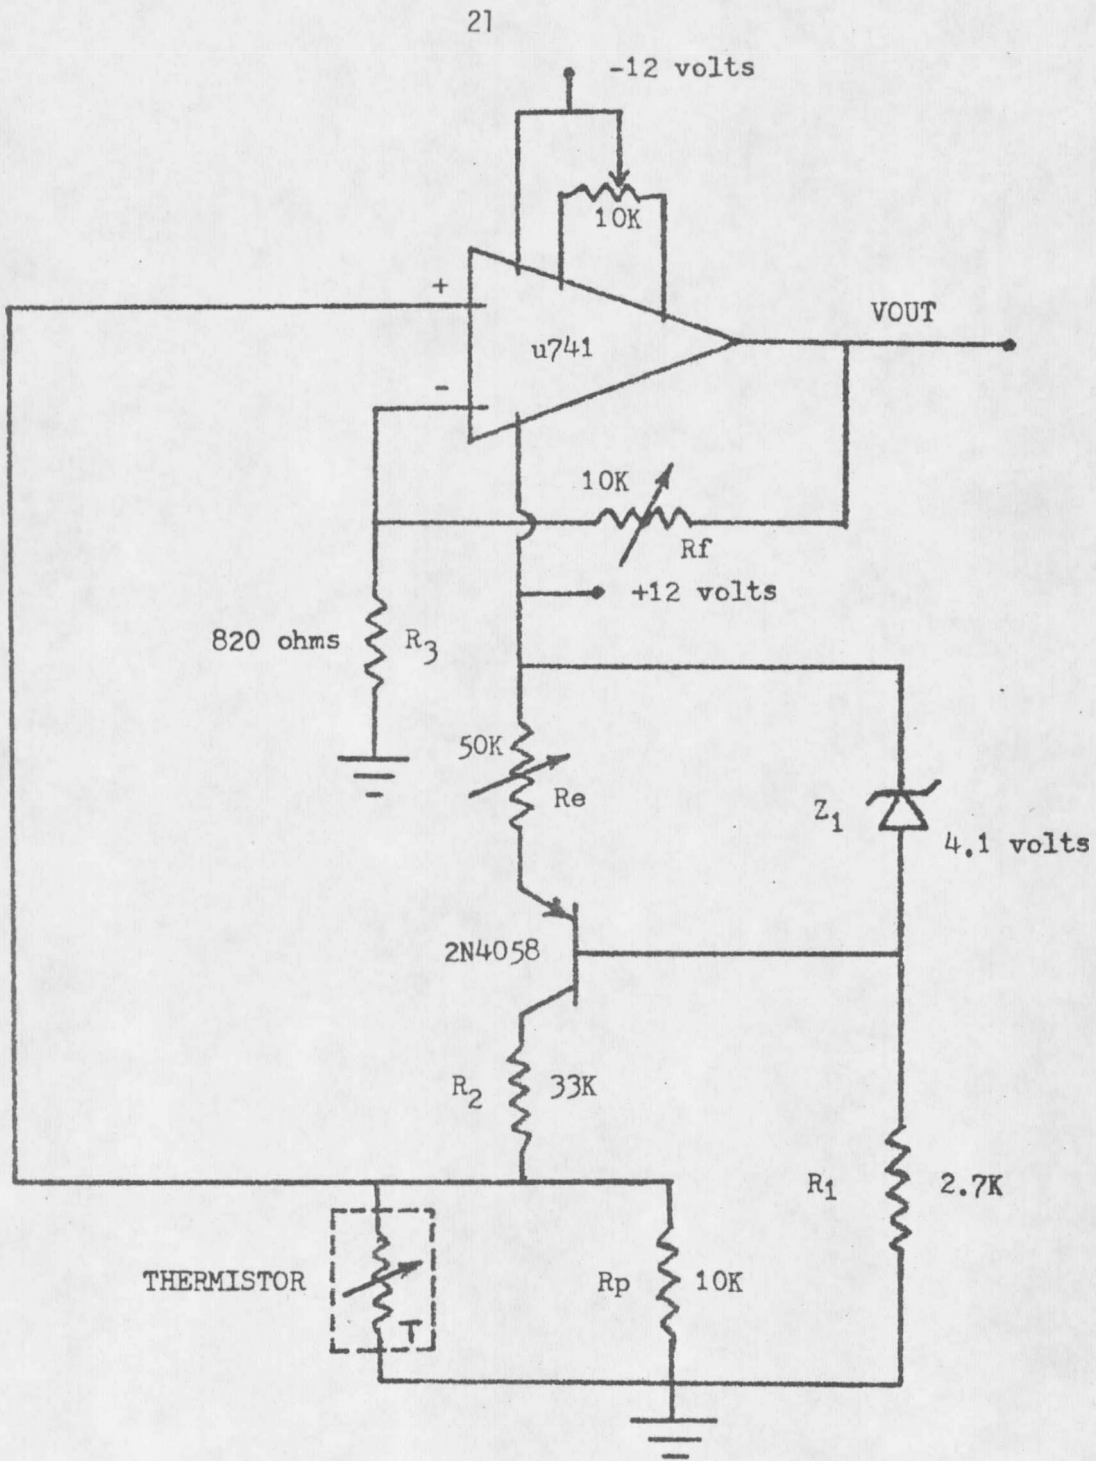 21
-12 volts
10K
+
u741
VOUT
-
10K
Rf
+12 volts
820 ohms R3
50K
Re
Z1
4.1 volts
2N4058
R2 33K
R1 2.7K
THERMISTOR
T
Rp 10K